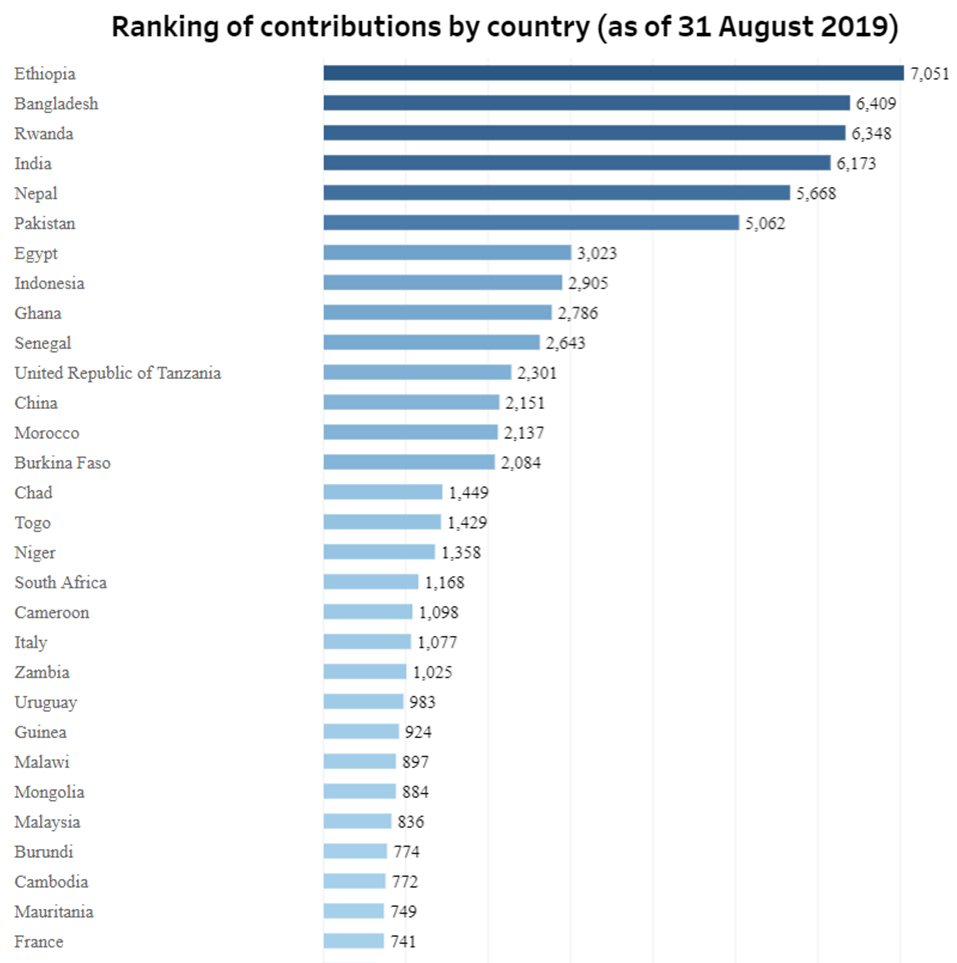 Ranking of contributions by country (as of 31 August 2019)
Ethiopia 7,051
Bangladesh 6,409
Rwanda 6,348
India 6,173
Nepal 5,668
Pakistan 5,062
Egypt 3,023
Indonesia 2,905
Ghana 2,786
Senegal 2,643
United Republic of Tanzania 2,301
China 2,151
Morocco 2,137
Burkina Faso 2,084
Chad 1,449
Togo 1,429
Niger 1,358
South Africa 1,168
Cameroon 1,098
Italy 1,077
Zambia 1,025
Uruguay 983
Guinea 924
Malawi 897
Mongolia 884
Malaysia 836
Burundi 774
Cambodia 772
Mauritania 749
France 741